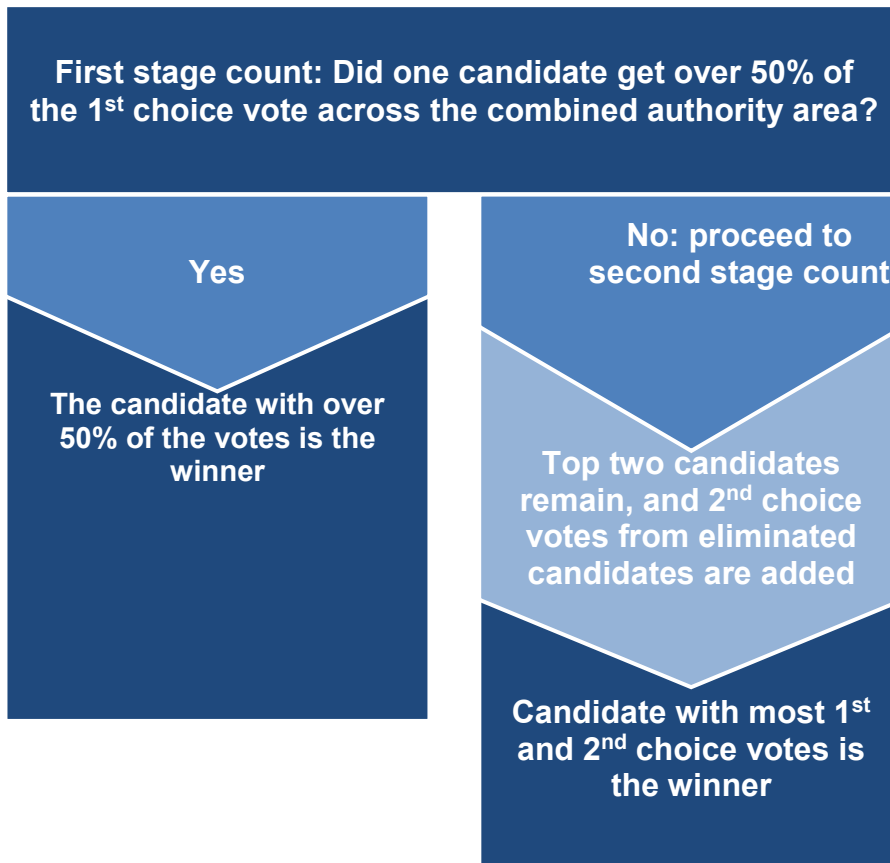 First stage count: Did one candidate get over 50% of
the 1st choice vote across the combined authority area?
Yes
The candidate with over
50% of the votes is the
winner
No: proceed to
second stage count
Top two candidates
remain, and 2nd choice
votes from eliminated
candidates are added
Candidate with most 1st
and 2nd choice votes is
the winner